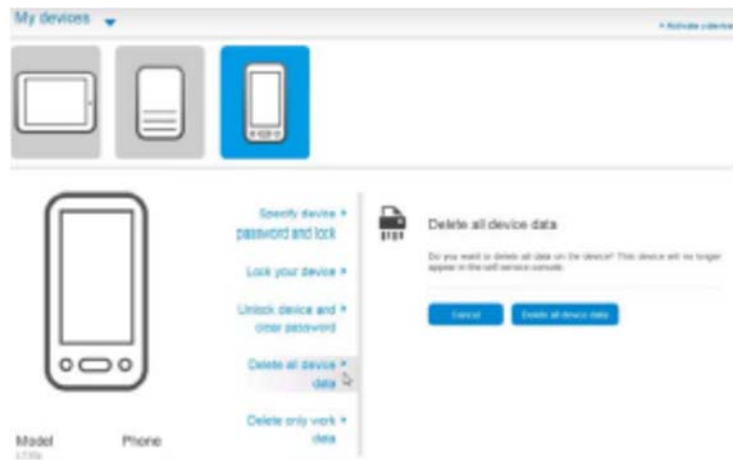 My devices
Activate a device
Specify device
password and lock
Lock your device
Unlock device and
clear password
Delete all device
data
Delete only work
data
Delete all device data
Do you want to delete all data on the device? This device will no longer
appear in the self service console.
Cancel
Delete all device data
Model
Phone